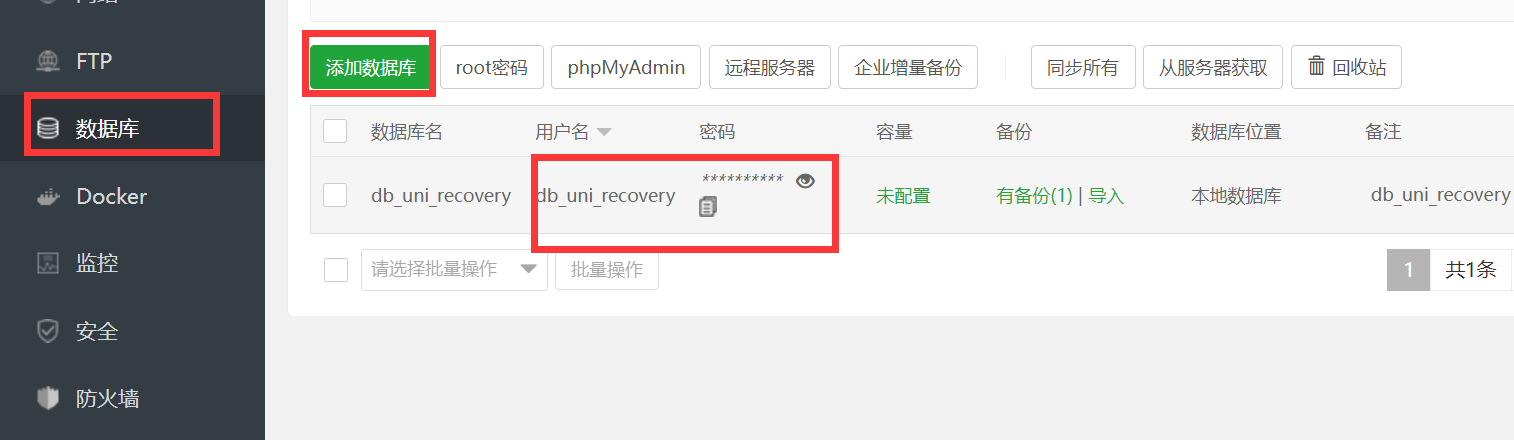 FTP
数据库
Docker
监控
安全
防火墙
添加数据库 root密码 phpMyAdmin 远程服务器 企业增量备份 同步所有 从服务器获取 回收站
数据库名 用户名 密码 容量 备份 数据库位置 备注
db_uni_recovery db_uni_recovery ********** 未配置 有备份(1) | 导入 本地数据库 db_uni_recovery
请选择批量操作 批量操作 1 共1条